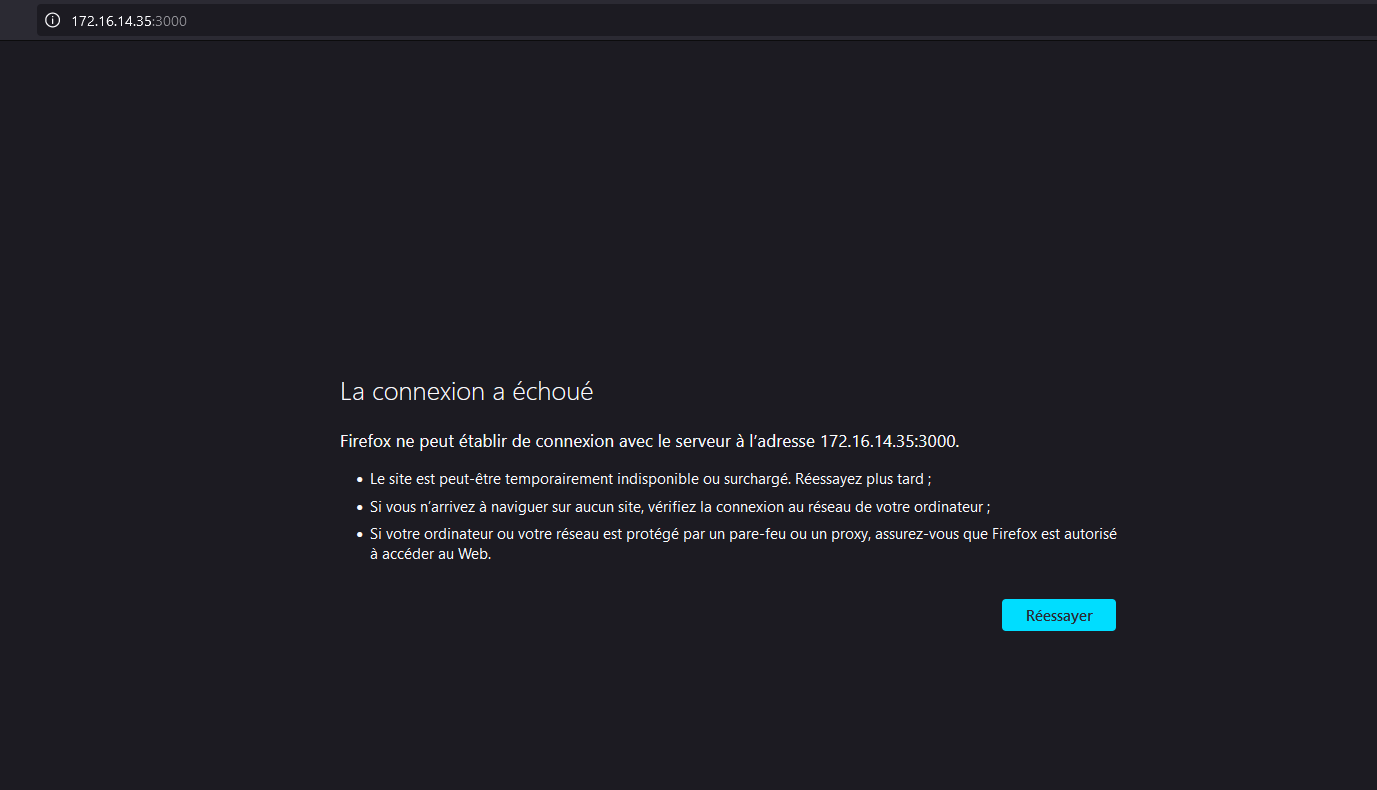 172.16.14.35:3000
La connexion a échoué
Firefox ne peut établir de connexion avec le serveur à l’adresse 172.16.14.35:3000.
• Le site est peut-être temporairement indisponible ou surchargé. Réessayez plus tard ;
• Si vous n’arrivez à naviguer sur aucun site, vérifiez la connexion au réseau de votre ordinateur ;
• Si votre ordinateur ou votre réseau est protégé par un pare-feu ou un proxy, assurez-vous que Firefox est autorisé
à accéder au Web.
Réessayer